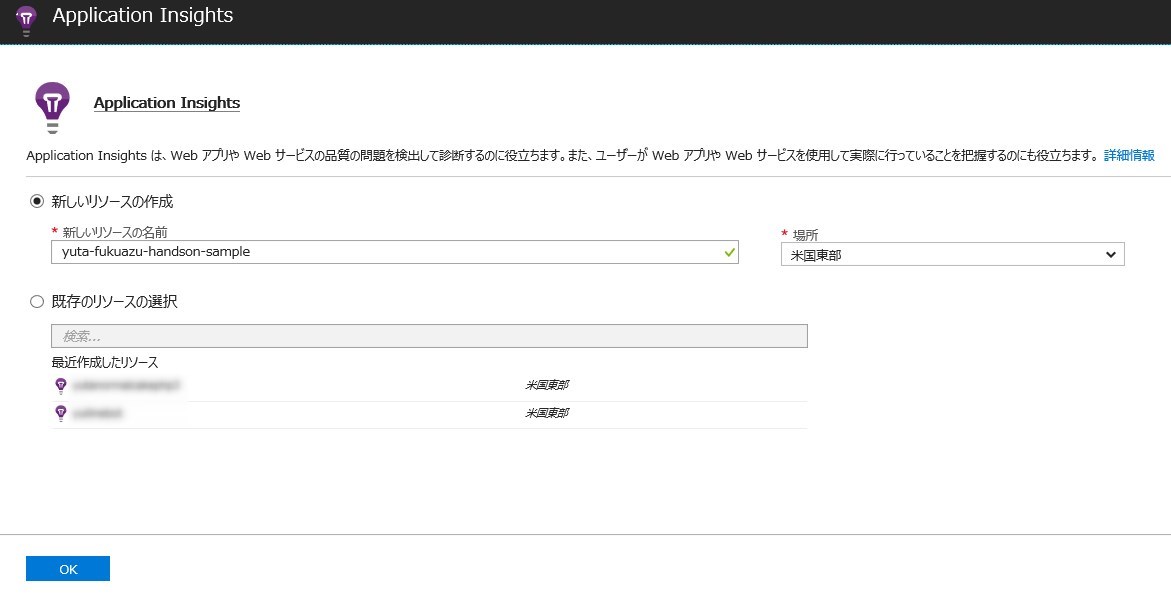 Application Insights
Application Insights
Application Insights は、Web アプリや Web サービスの品質の問題を検出して診断するのに役立ちます。また、ユーザーが Web アプリや Web サービスを使用して実際に行っていることを把握するのにも役立ちます。 詳細情報
新しいリソースの作成
* 新しいリソースの名前
* 場所
yuta-fukuazu-handson-sample
米国東部
既存のリソースの選択
検索...
最近作成したリソース
米国東部
米国東部
OK